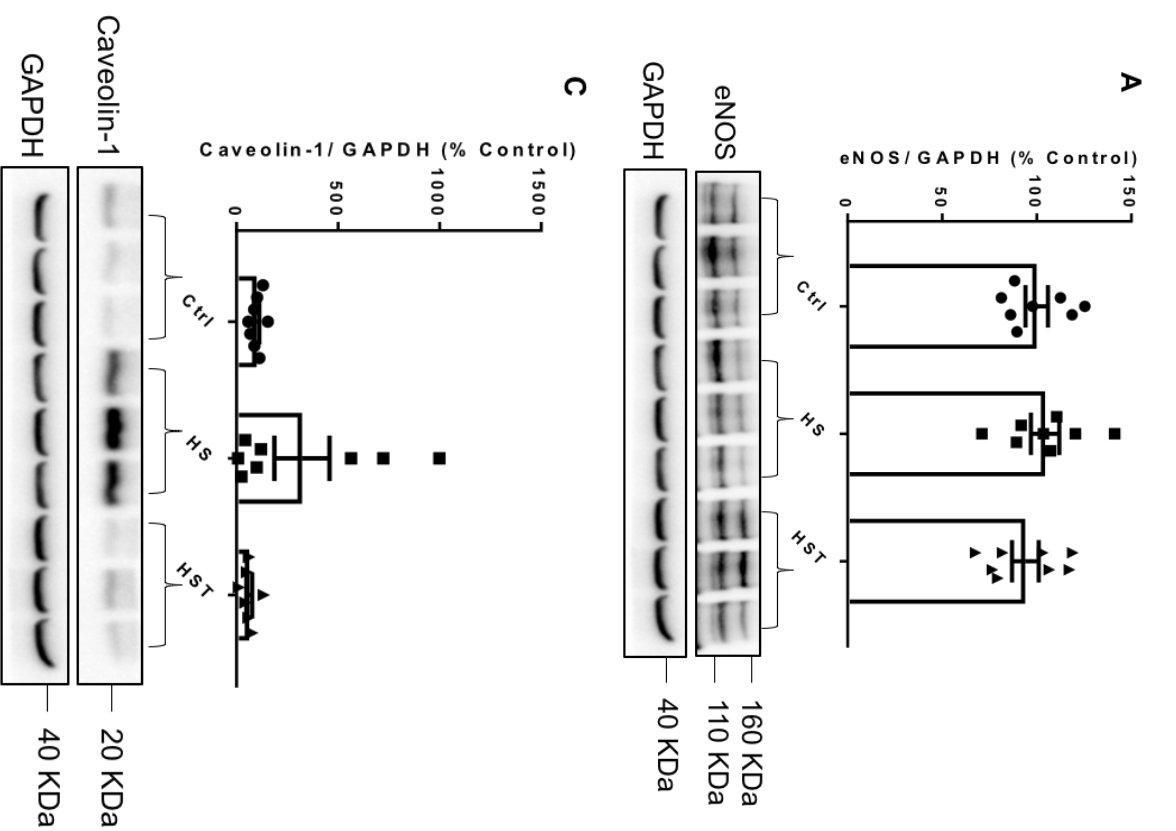 A
eNOS/ GAPDH (% Control)
150
100
50
0
Ctrl
HS
HST
eNOS
160 KDa
110 KDa
GAPDH
40 KDa
C
Caveolin-1/ GAPDH (% Control)
1500
1000
500
0
Ctrl
HS
HST
Caveolin-1
20 KDa
GAPDH
40 KDa